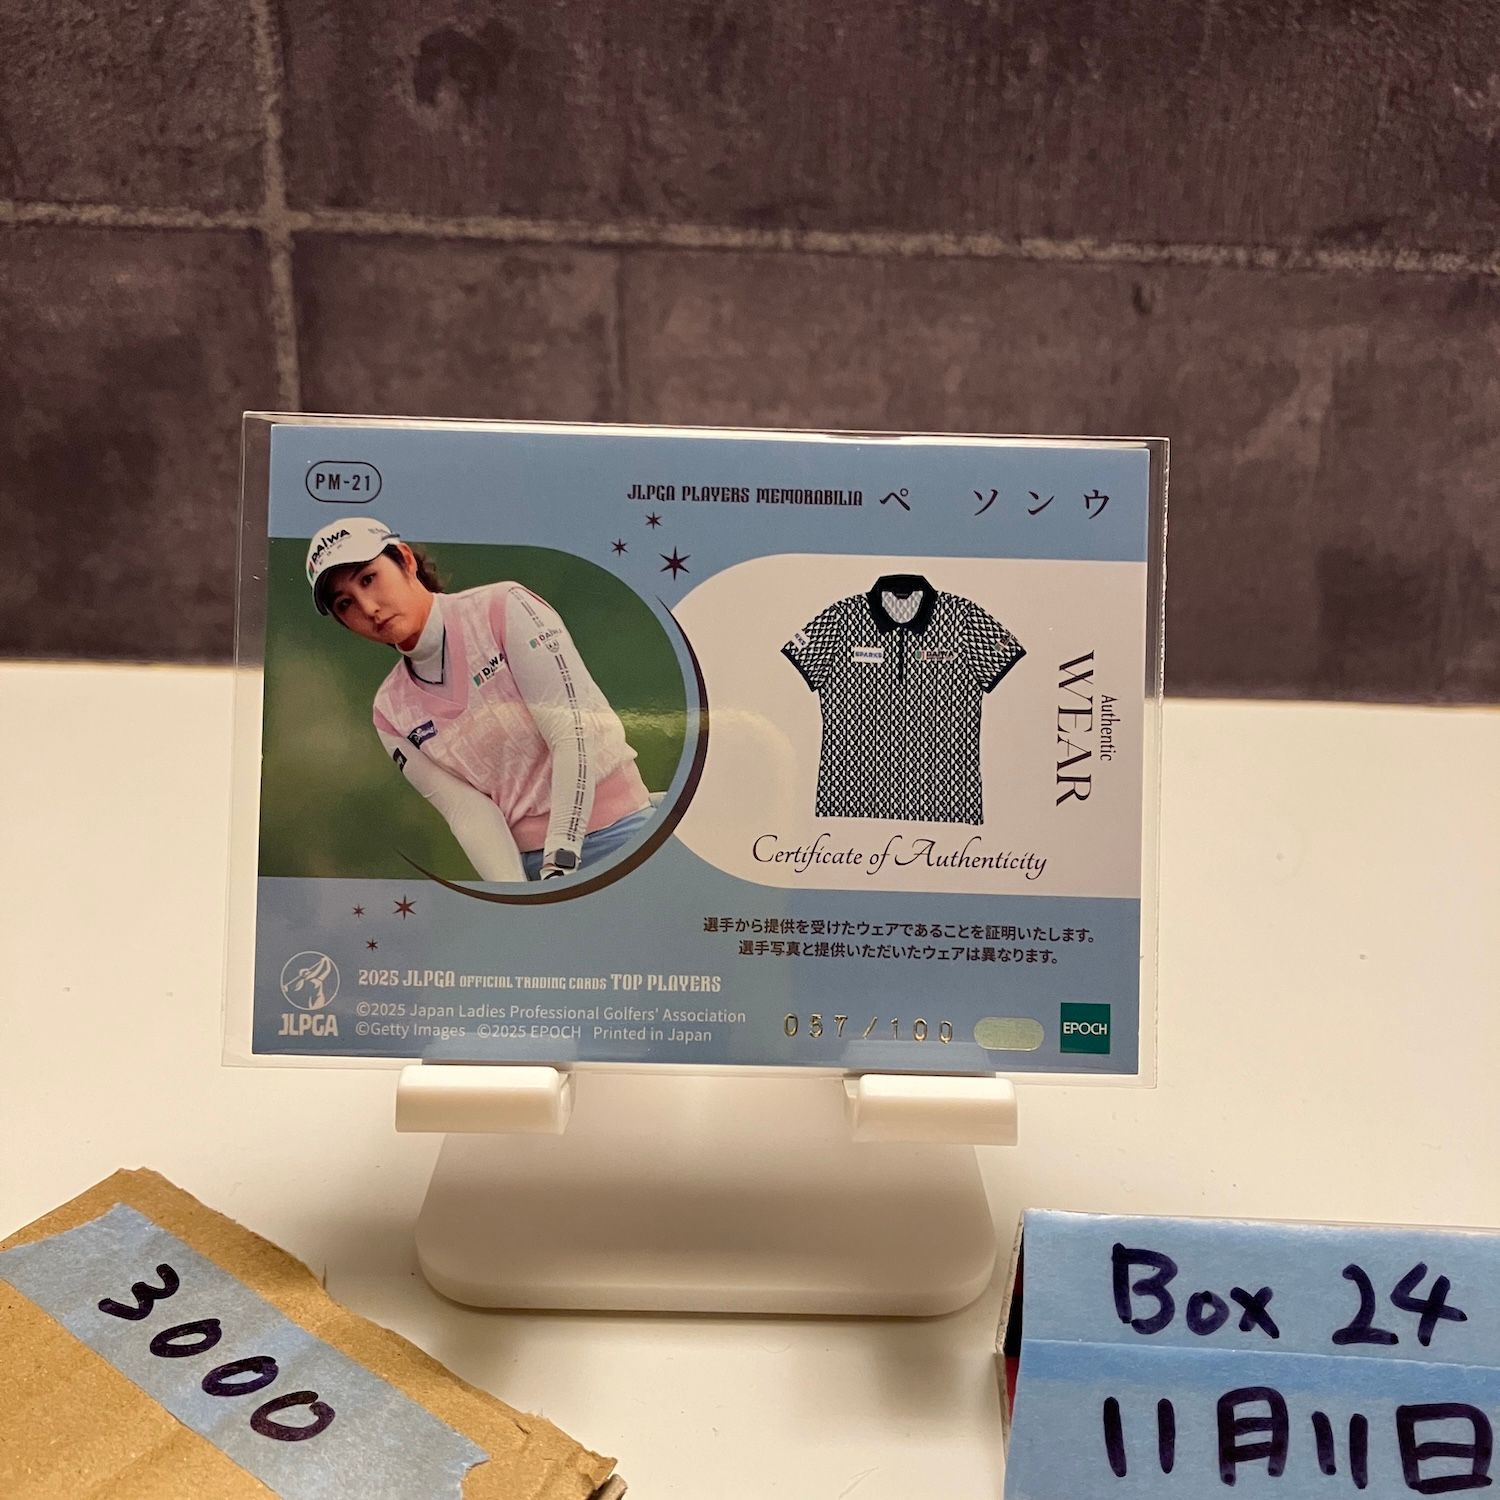 PM-21
JLPGA PLAYERS MEMORABILIA ペ ソンウ
DAIWA
DAIWA
DAIWA
SPARKS
DAIWA
Authentic
WEAR
Certificate of Authenticity
選手から提供を受けたウェアであることを証明いたします。
選手写真と提供いただいたウェアは異なります。
JLPGA
2025 JLPGA OFFICIAL TRADING CARDS TOP PLAYERS
©2025 Japan Ladies Professional Golfers' Association
©Getty Images ©2025 EPOCH Printed in Japan
057/100
EPOCH
3000
Box 24
11月11日